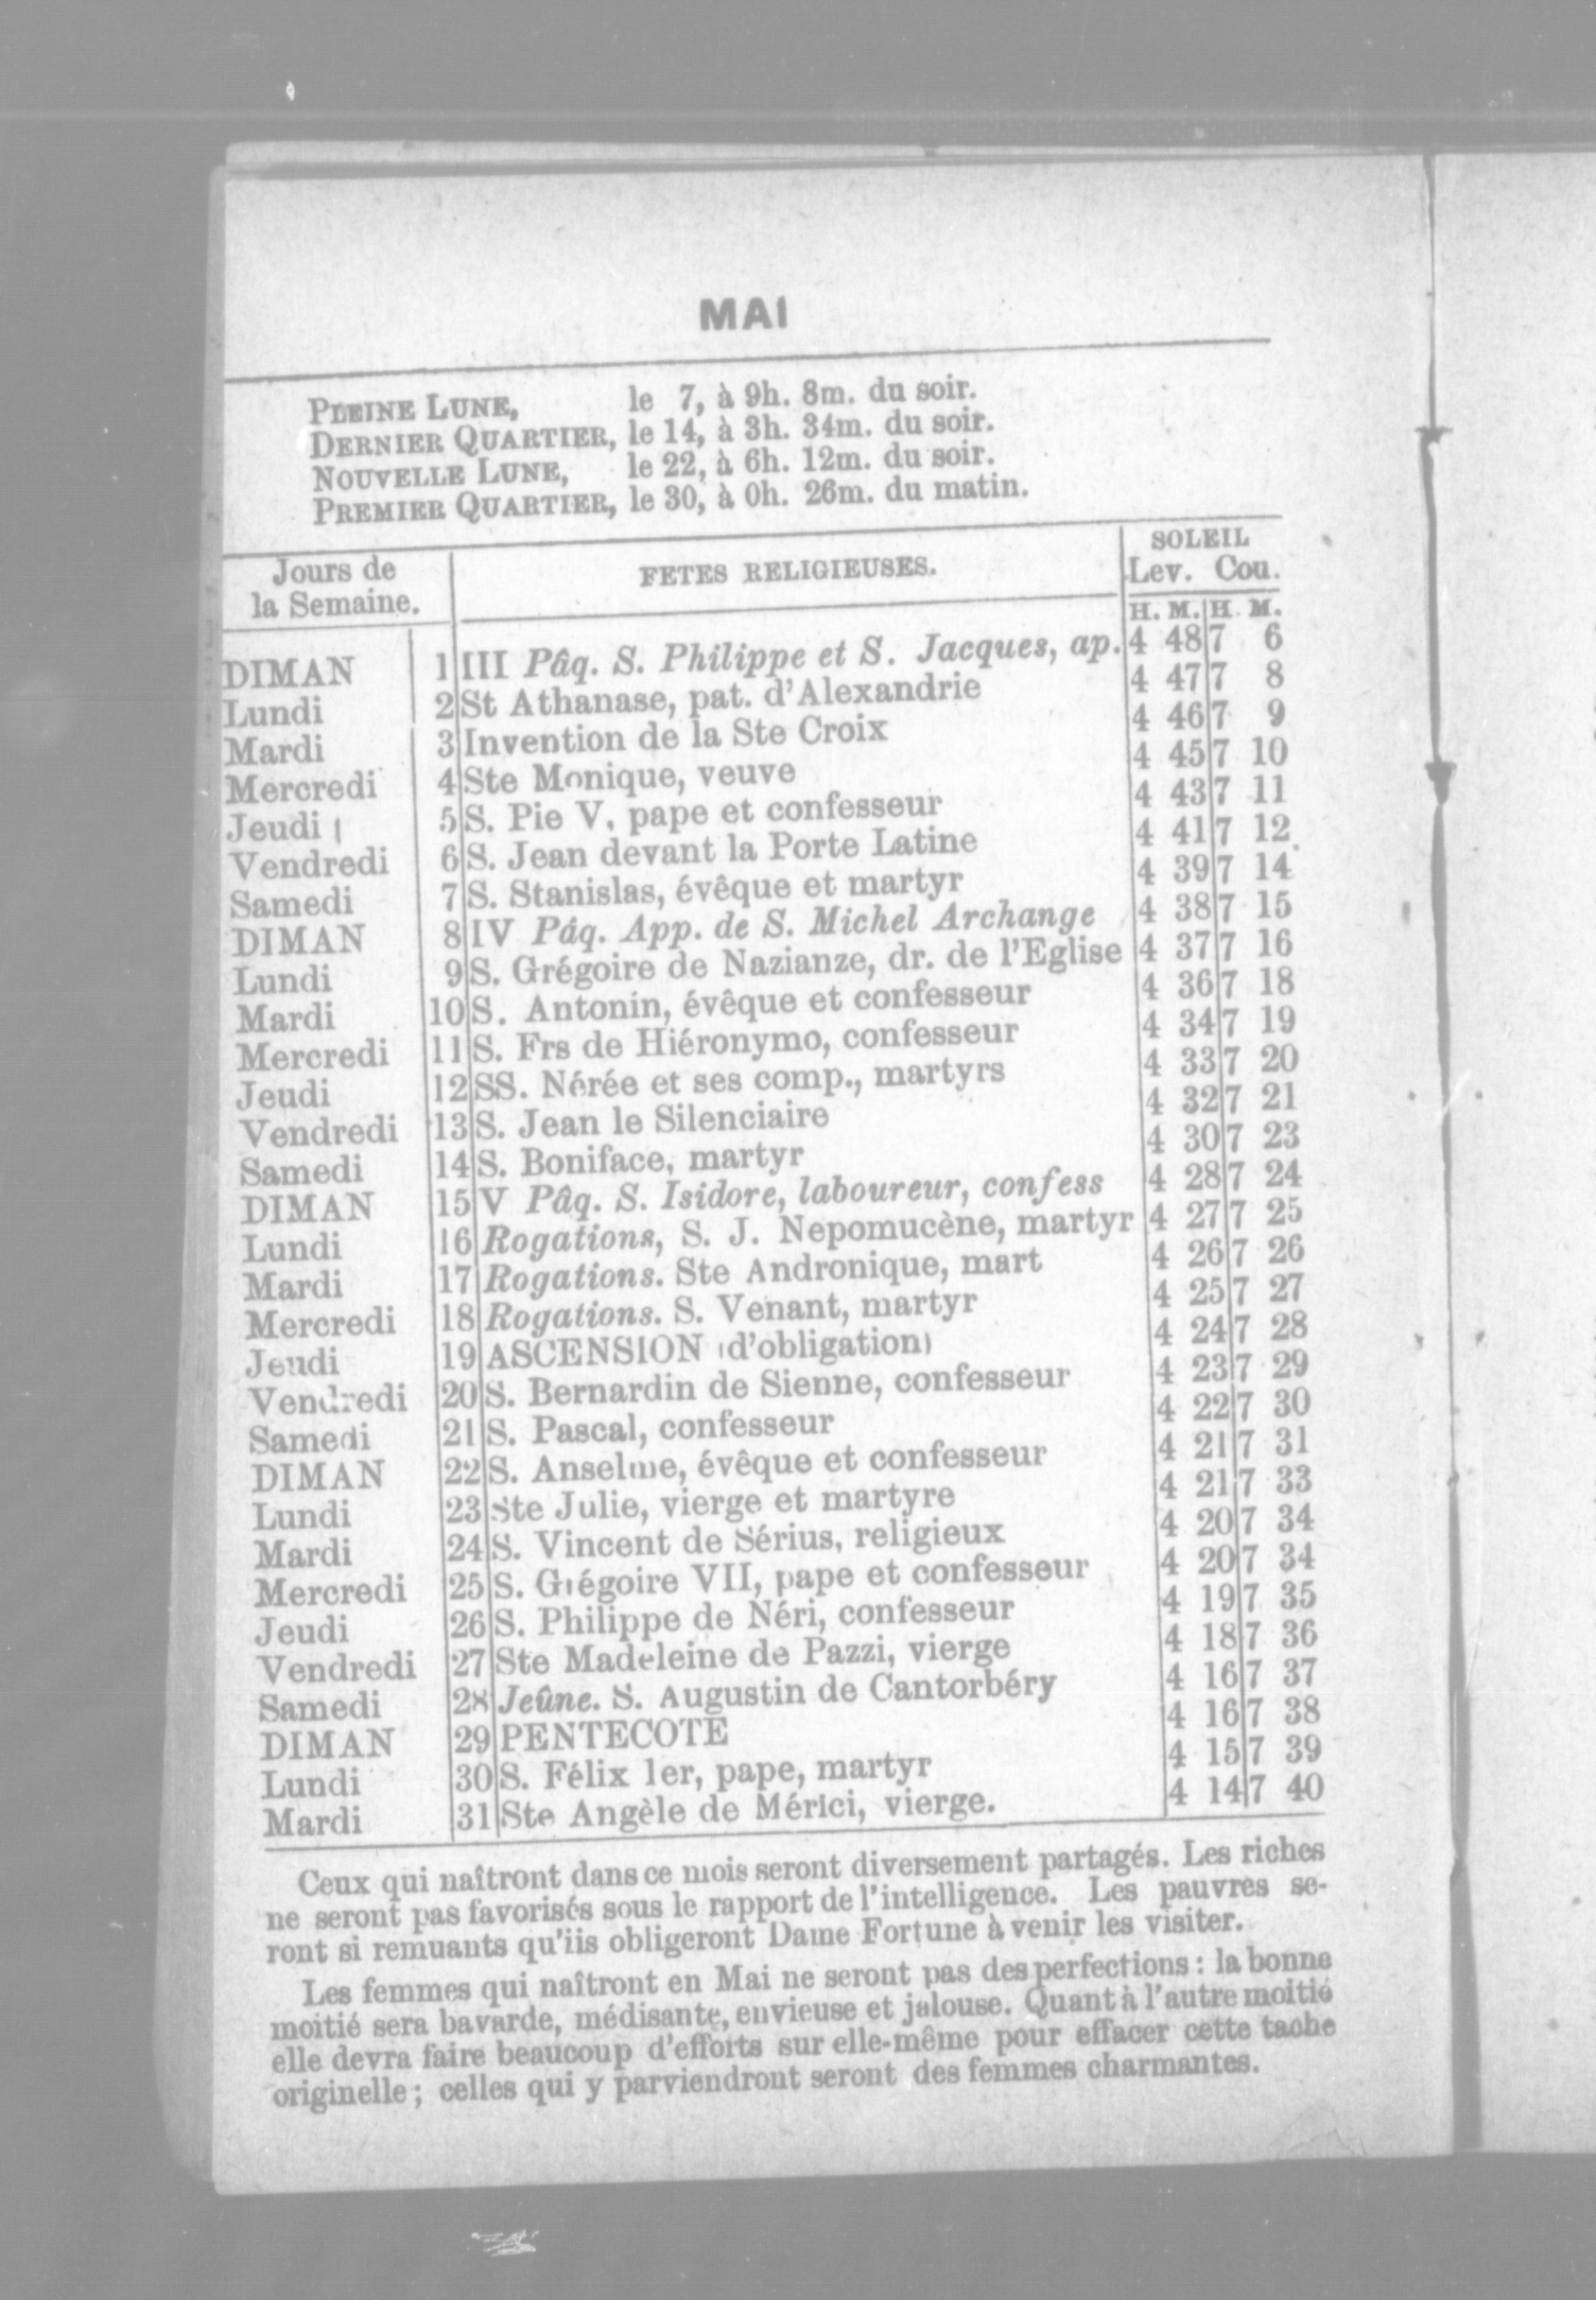 MAI
PLEINE LUNE, le 7, à 9h. 8m. du soir.
DERNIER QUARTIER, le 14, à 3h. 34m. du soir.
NOUVELLE LUNE, le 22, à 6h. 12m. du soir.
PREMIER QUARTIER, le 30, à 0h. 26m. du matin.
Jours de la Semaine. FETES RELIGIEUSES. SOLEIL
Lev. Cou.
H. M. H. M.
DIMAN 1 III Pâq. S. Philippe et S. Jacques, ap. 4 48 7 6
Lundi 2 St Athanase, pat. d'Alexandrie 4 47 7 8
Mardi 3 Invention de la Ste Croix 4 46 7 9
Mercredi 4 Ste Monique, veuve 4 45 7 10
Jeudi 5 S. Pie V, pape et confesseur 4 43 7 11
Vendredi 6 S. Jean devant la Porte Latine 4 41 7 12
Samedi 7 S. Stanislas, évêque et martyr 4 39 7 14
DIMAN 8 IV Pâq. App. de S. Michel Archange 4 38 7 15
Lundi 9 S. Grégoire de Nazianze, dr. de l'Eglise 4 37 7 16
Mardi 10 S. Antonin, évêque et confesseur 4 36 7 18
Mercredi 11 S. Frs de Hiéronymo, confesseur 4 34 7 19
Jeudi 12 SS. Nérée et ses comp., martyrs 4 33 7 20
Vendredi 13 S. Jean le Silenciaire 4 32 7 21
Samedi 14 S. Boniface, martyr 4 30 7 23
DIMAN 15 V Pâq. S. Isidore, laboureur, confess 4 28 7 24
Lundi 16 Rogations, S. J. Nepomucène, martyr 4 27 7 25
Mardi 17 Rogations. Ste Andronique, mart 4 26 7 26
Mercredi 18 Rogations. S. Venant, martyr 4 25 7 27
Jeudi 19 ASCENSION (d'obligation) 4 24 7 28
Vendredi 20 S. Bernardin de Sienne, confesseur 4 23 7 29
Samedi 21 S. Pascal, confesseur 4 22 7 30
DIMAN 22 S. Anselme, évêque et confesseur 4 21 7 31
Lundi 23 Ste Julie, vierge et martyre 4 21 7 33
Mardi 24 S. Vincent de Sérius, religieux 4 20 7 34
Mercredi 25 S. Grégoire VII, pape et confesseur 4 20 7 34
Jeudi 26 S. Philippe de Néri, confesseur 4 19 7 35
Vendredi 27 Ste Madeleine de Pazzi, vierge 4 18 7 36
Samedi 28 Jeûne. S. Augustin de Cantorbéry 4 16 7 37
DIMAN 29 PENTECOTE 4 16 7 38
Lundi 30 S. Félix 1er, pape, martyr 4 15 7 39
Mardi 31 Ste Angèle de Mérici, vierge. 4 14 7 40
Ceux qui naîtront dans ce mois seront diversement partagés. Les riches
ne seront pas favorisés sous le rapport de l'intelligence. Les pauvres se-
ront si remuants qu'iis obligeront Dame Fortune à venir les visiter.
Les femmes qui naîtront en Mai ne seront pas des perfections : la bonne
moitié sera bavarde, médisante, envieuse et jalouse. Quant à l'autre moitié
elle devra faire beaucoup d'efforts sur elle-même pour effacer cette tache
originelle ; celles qui y parviendront seront des femmes charmantes.